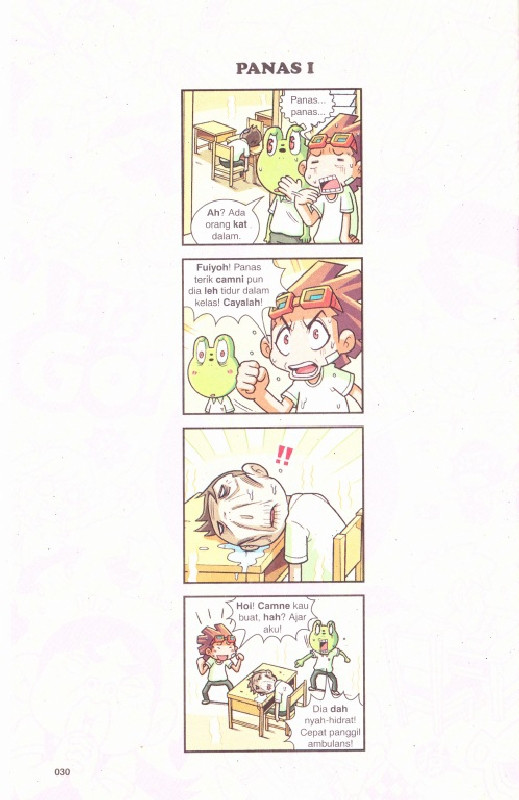 PANAS I
Panas...
panas...
Ah? Ada
orang kat
dalam.
Fuiyoh! Panas
terik camni pun
dia leh tidur dalam
kelas! Cayalah!
!!
Hoi! Camne kau
buat, hah? Ajar
aku!
Dia dah
nyah-hidrat!
Cepat panggil
ambulans!
030